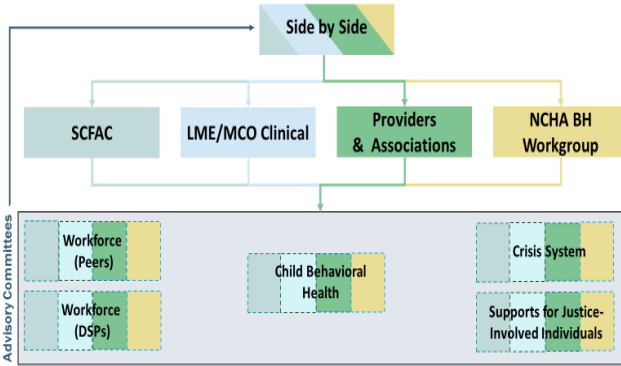 Side by Side
SCFAC
LME/MCO Clinical
Providers
& Associations
NCHA BH
Workgroup
Advisory Committees
Workforce
(Peers)
Workforce
(DSPs)
Child Behavioral
Health
Crisis System
Supports for Justice-
Involved Individuals